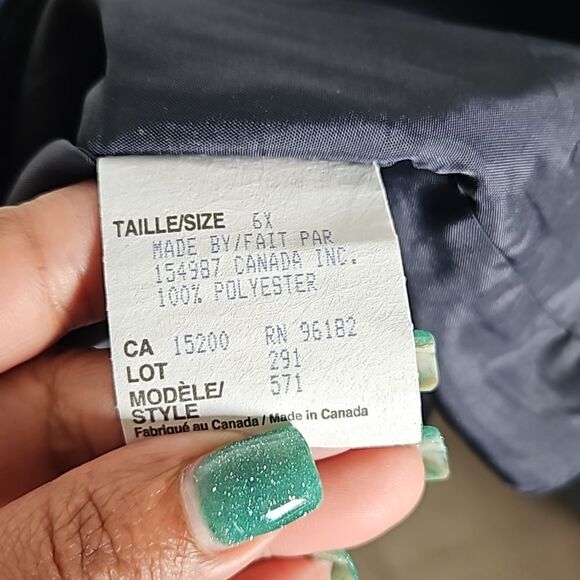 TAILLE/SIZE 6X
MADE BY/FAIT PAR
154987 CANADA INC.
100% POLYESTER
CA 15200 RN 96182
LOT 291
MODÈLE/ 571
STYLE
Fabriqué au Canada / Made in Canada